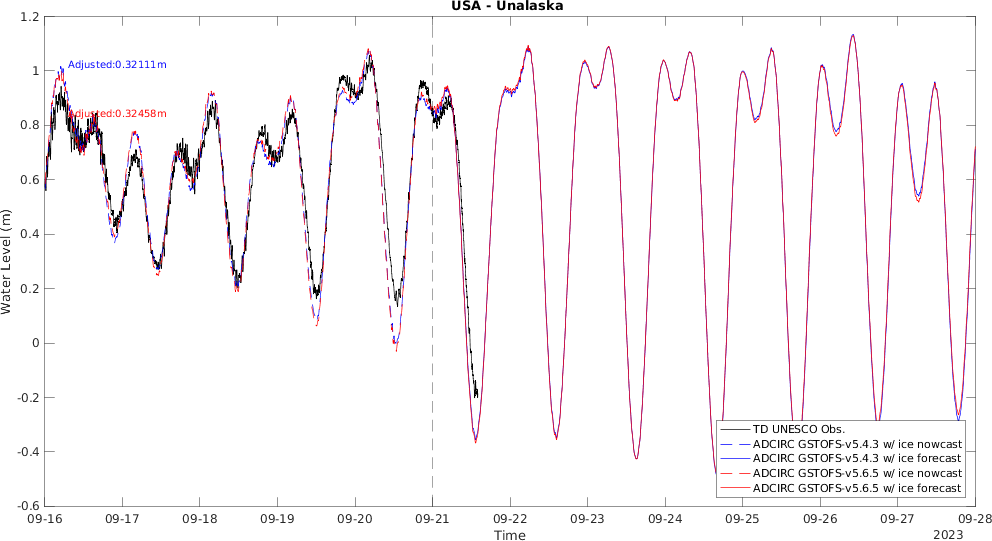 USA - Unalaska
1.2
1
0.8
0.6
0.4
0.2
0
-0.2
-0.4
-0.6
Water Level (m)
Adjusted:0.32111m
Adjusted:0.32458m
TD UNESCO Obs.
ADCIRC GSTOFS-v5.4.3 w/ ice nowcast
ADCIRC GSTOFS-v5.4.3 w/ ice forecast
ADCIRC GSTOFS-v5.6.5 w/ ice nowcast
ADCIRC GSTOFS-v5.6.5 w/ ice forecast
09-16 09-17 09-18 09-19 09-20 09-21 09-22 09-23 09-24 09-25 09-26 09-27 09-28
Time
2023